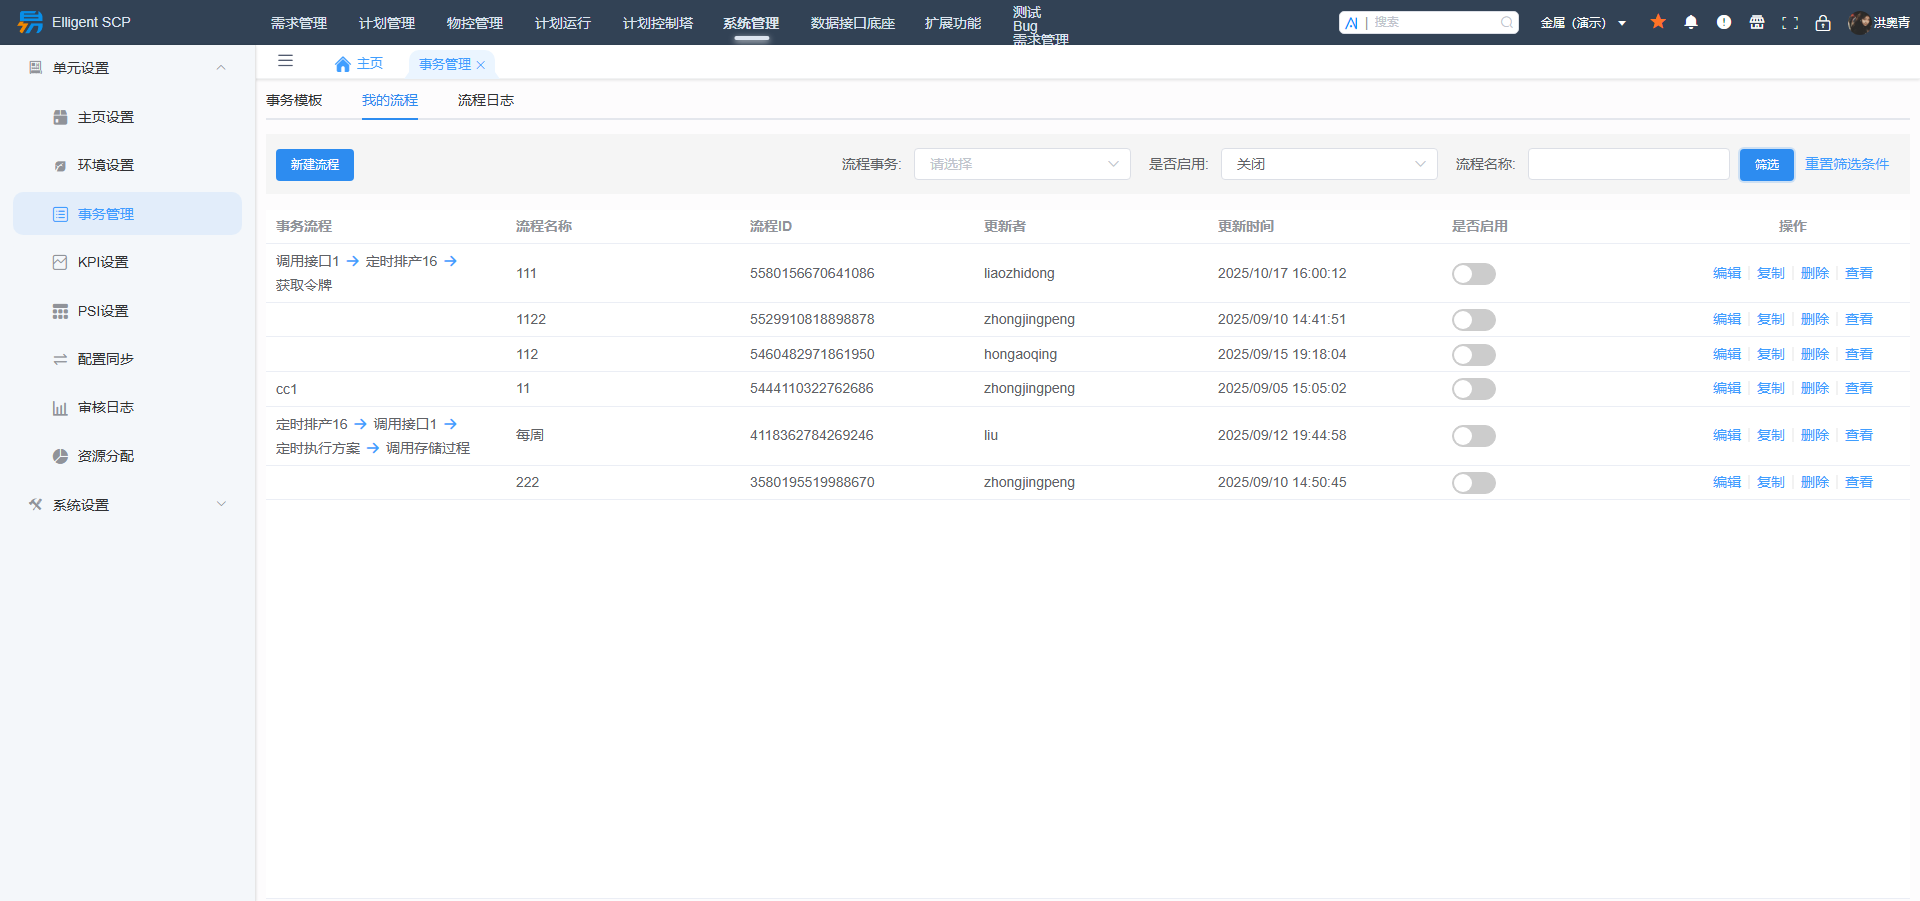 Elligent SCP
需求管理
计划管理
物控管理
计划运行
计划控制塔
系统管理
数据接口底座
扩展功能
测试
Bug
需求管理
AI | 搜索
金属（演示）
洪奥青
单元设置
主页设置
环境设置
事务管理
KPI设置
PSI设置
配置同步
审核日志
资源分配
系统设置
主页
事务管理
事务模板
我的流程
流程日志
新建流程
流程事务: 请选择
是否启用: 关闭
流程名称:
筛选
重置筛选条件
事务流程 流程名称 流程ID 更新者 更新时间 是否启用 操作
调用接口1 → 定时排产16 →
获取令牌
111 5580156670641086 liaozhidong 2025/10/17 16:00:12 编辑 复制 删除 查看
1122 5529910818898878 zhongjingpeng 2025/09/10 14:41:51 编辑 复制 删除 查看
112 5460482971861950 hongaoqing 2025/09/15 19:18:04 编辑 复制 删除 查看
cc1 11 5444110322762686 zhongjingpeng 2025/09/05 15:05:02 编辑 复制 删除 查看
定时排产16 → 调用接口1 →
定时执行方案 → 调用存储过程
每周 4118362784269246 liu 2025/09/12 19:44:58 编辑 复制 删除 查看
222 3580195519988670 zhongjingpeng 2025/09/10 14:50:45 编辑 复制 删除 查看